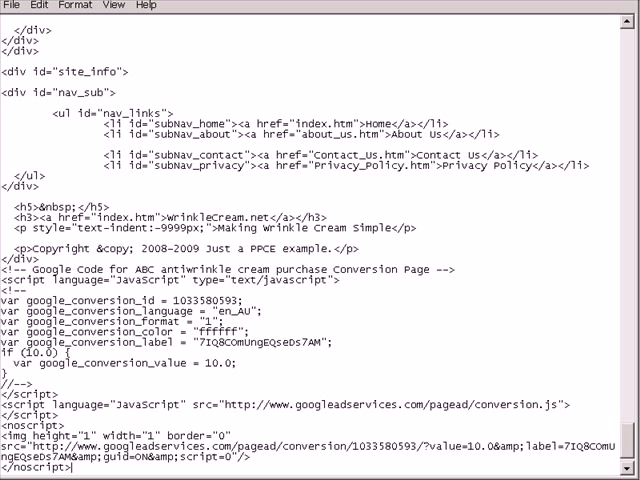 File Edit Format View Help
</div>
</div>
</div>
<div id="site_info">
<div id="nav_sub">
<ul id="nav_links">
<li id="subNav_home"><a href="index.htm">Home</a></li>
<li id="subNav_about"><a href="about_us.htm">About Us</a></li>
<li id="subNav_contact"><a href="Contact_Us.htm">Contact Us</a></li>
<li id="subNav_privacy"><a href="Privacy_Policy.htm">Privacy Policy</a></li>
</ul>
</div>
<h5>&nbsp;</h5>
<h3><a href="index.htm">WrinkleCream.net</a></h3>
<p style="text-indent:-9999px;">Making Wrinkle Cream Simple</p>
<p>Copyright &copy; 2008-2009 Just a PPCE example.</p>
</div>
<!-- Google Code for ABC antiwrinkle cream purchase Conversion Page -->
<script language="JavaScript" type="text/javascript">
<!--
var google_conversion_id = 1033580593;
var google_conversion_language = "en_AU";
var google_conversion_format = "1";
var google_conversion_color = "ffffff";
var google_conversion_label = "7IQ8COmUngEQseDs7AM";
if (10.0) {
var google_conversion_value = 10.0;
}
//-->
</script>
<script language="JavaScript" src="http://www.googleadservices.com/pagead/conversion.js">
</script>
<noscript>
<img height="1" width="1" border="0"
src="http://www.googleadservices.com/pagead/conversion/1033580593/?value=10.0&amp;label=7IQ8COmU
ngEQseDs7AM&amp;guid=ON&amp;script=0"/>
</noscript>